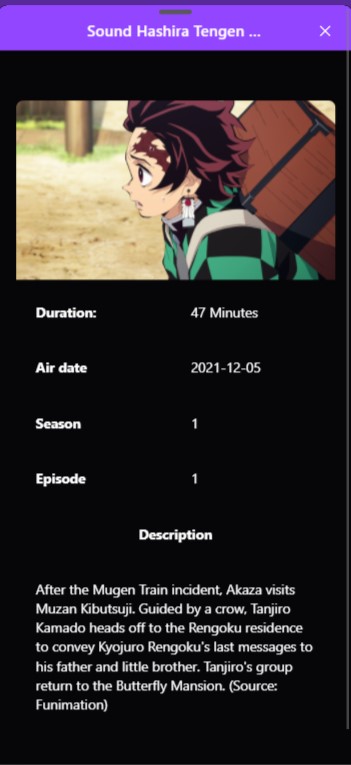 Sound Hashira Tengen ...
Duration: 47 Minutes
Air date 2021-12-05
Season 1
Episode 1
Description
After the Mugen Train incident, Akaza visits
Muzan Kibutsuji. Guided by a crow, Tanjiro
Kamado heads off to the Rengoku residence
to convey Kyojuro Rengoku's last messages to
his father and little brother. Tanjiro's group
return to the Butterfly Mansion. (Source:
Funimation)